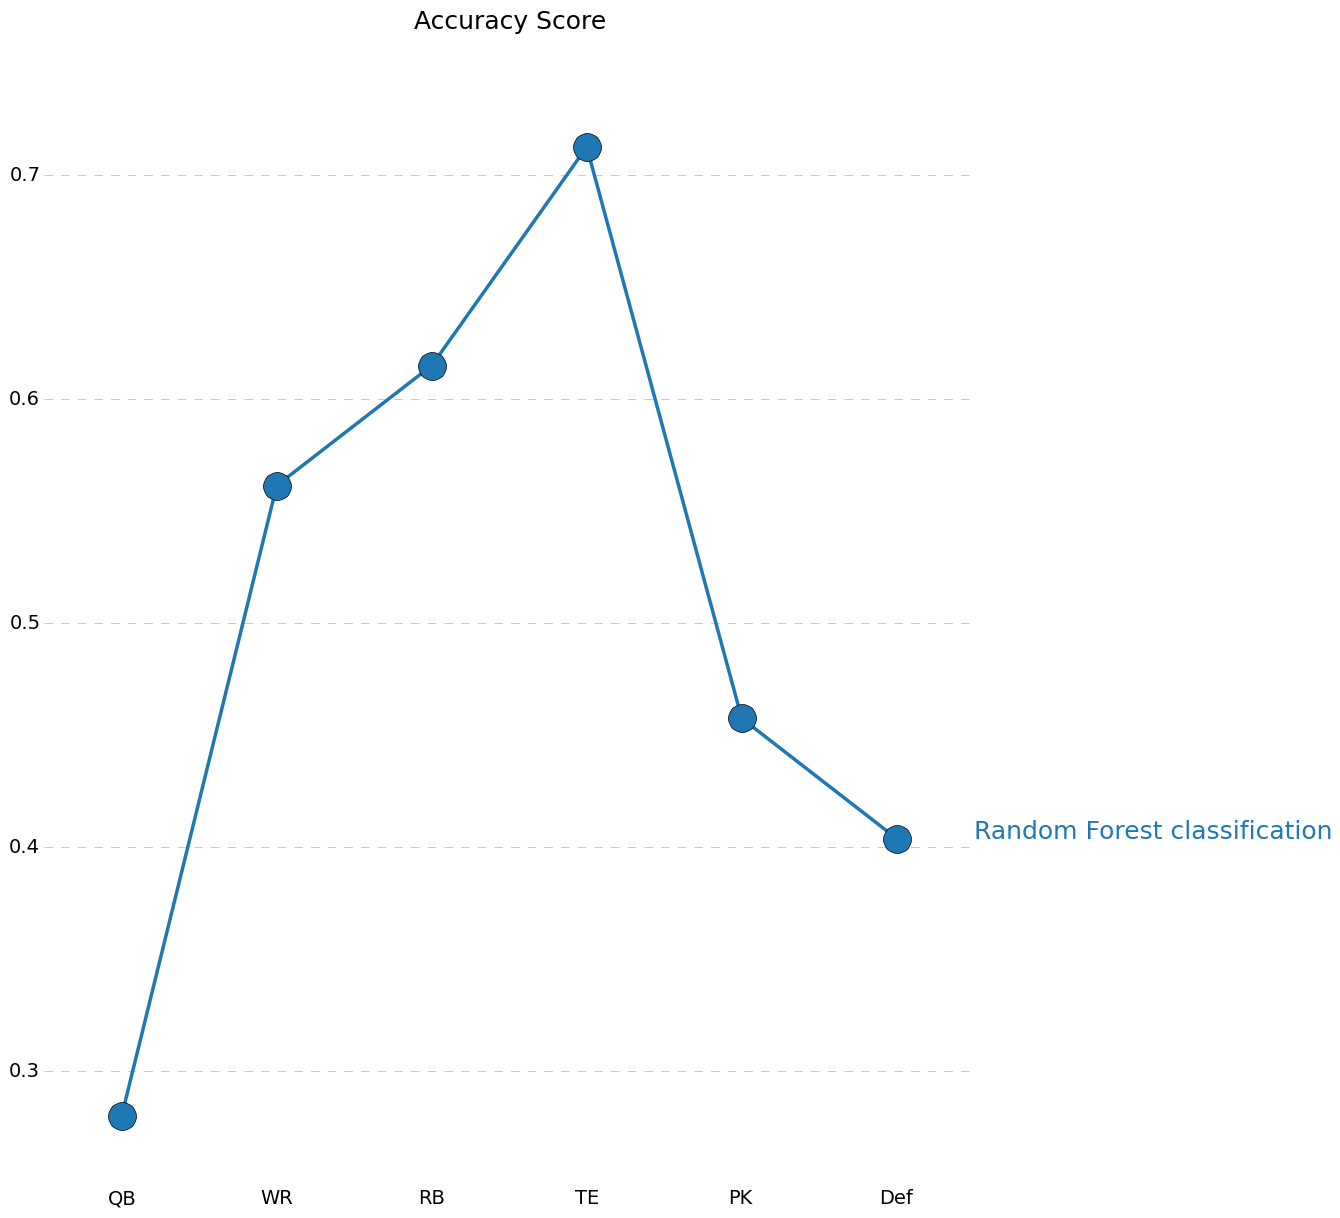 Accuracy Score
0.7
0.6
0.5
0.4
Random Forest classification
0.3
QB WR RB TE PK Def